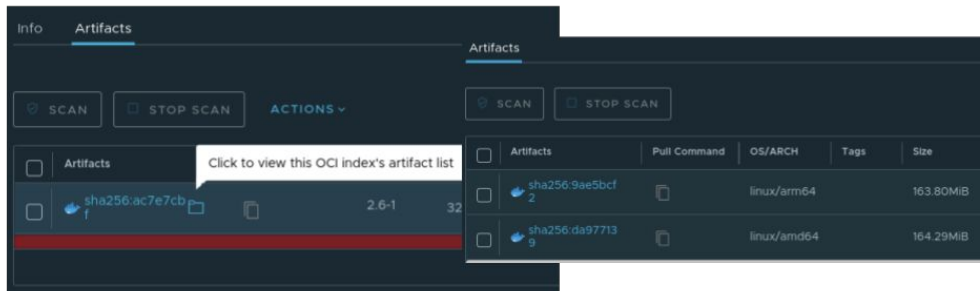 Info Artifacts
SCAN STOP SCAN ACTIONS
Artifacts
Click to view this OCI index's artifact list
sha256:ac7e7cb
f
2.6-1
32
Artifacts
SCAN STOP SCAN
Artifacts Pull Command OS/ARCH Tags Size
sha256:9ae5bcf
2
linux/arm64 163.80MiB
sha256:da97713
9
linux/amd64 164.29MiB